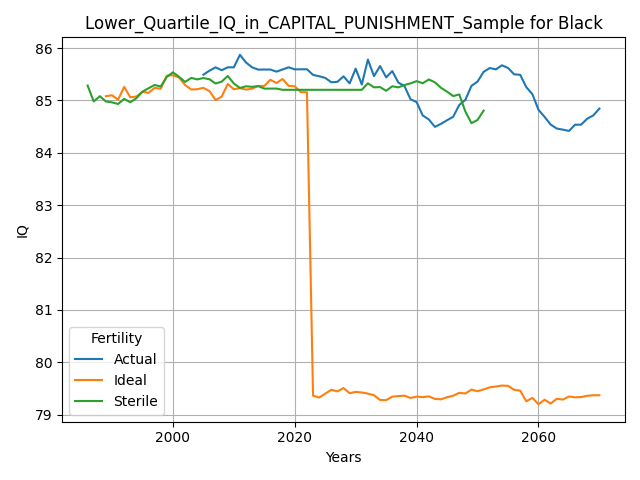 Lower_Quartile_IQ_in_CAPITAL_PUNISHMENT_Sample for Black
86
85
84
83
82
81
80
79
IQ
Fertility
Actual
Ideal
Sterile
2000
2020
2040
2060
Years